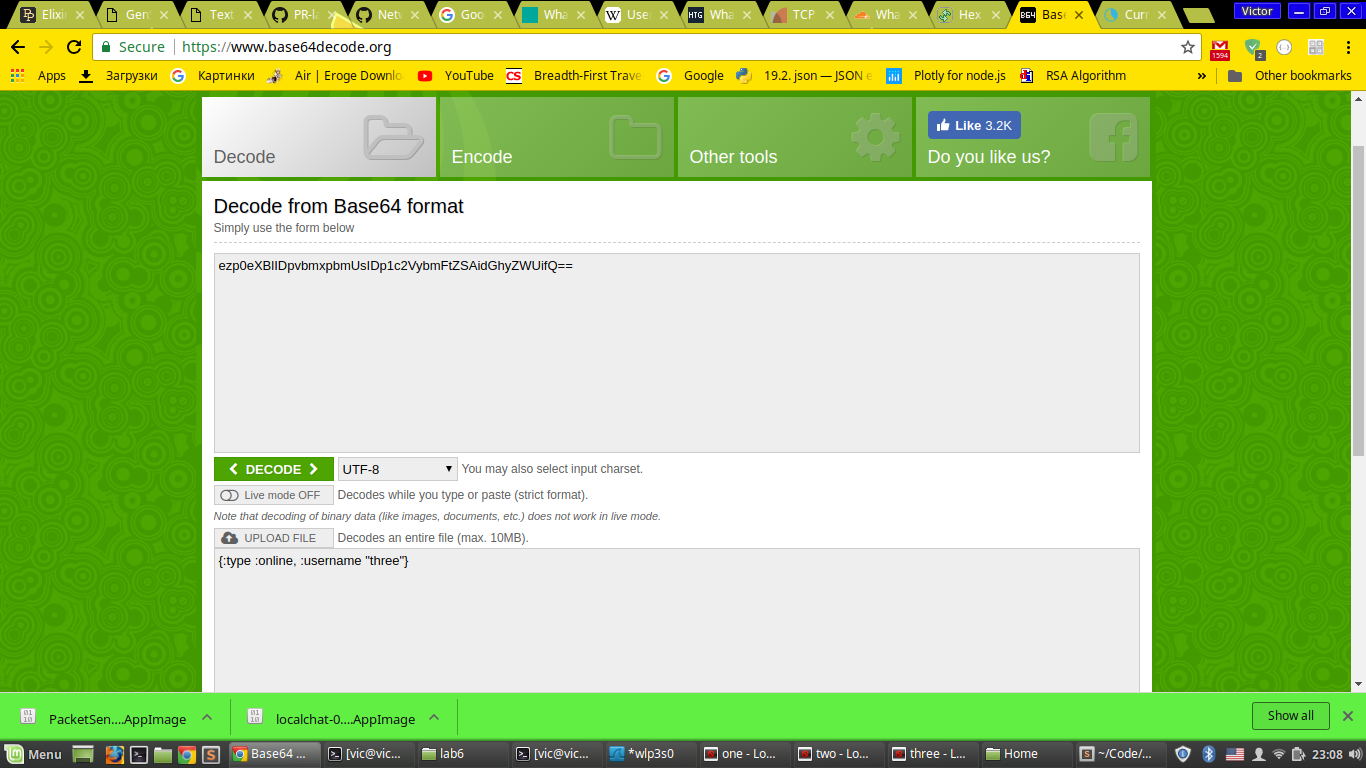 Elixi
Gen
Text
PR-la
Netw
Goo
Wha
Use
Wha
TCP
Wha
Hex
Base
Curr
Victor
Secure
https://www.base64decode.org
1594
2
Apps
Загрузки
Картинки
Air | Eroge Downlo
YouTube
CS
Breadth-First Trave
Google
19.2. json — JSON e
Plotly for node.js
RSA Algorithm
»
Other bookmarks
Decode
Encode
Other tools
Like 3.2K
Do you like us?
Decode from Base64 format
Simply use the form below
ezp0eXBlIDpvbmxpbmUsIDp1c2VybmFtZSAidGhyZWUifQ==
DECODE
UTF-8
You may also select input charset.
Live mode OFF
Decodes while you type or paste (strict format).
Note that decoding of binary data (like images, documents, etc.) does not work in live mode.
UPLOAD FILE
Decodes an entire file (max. 10MB).
{:type :online, :username "three"}
PacketSen....AppImage
localchat-0....AppImage
Show all
Menu
Base64 ...
[vic@vic...
lab6
[vic@vic...
*wlp3s0
one - Lo...
two - Lo...
three - L...
Home
~/Code/...
23:08